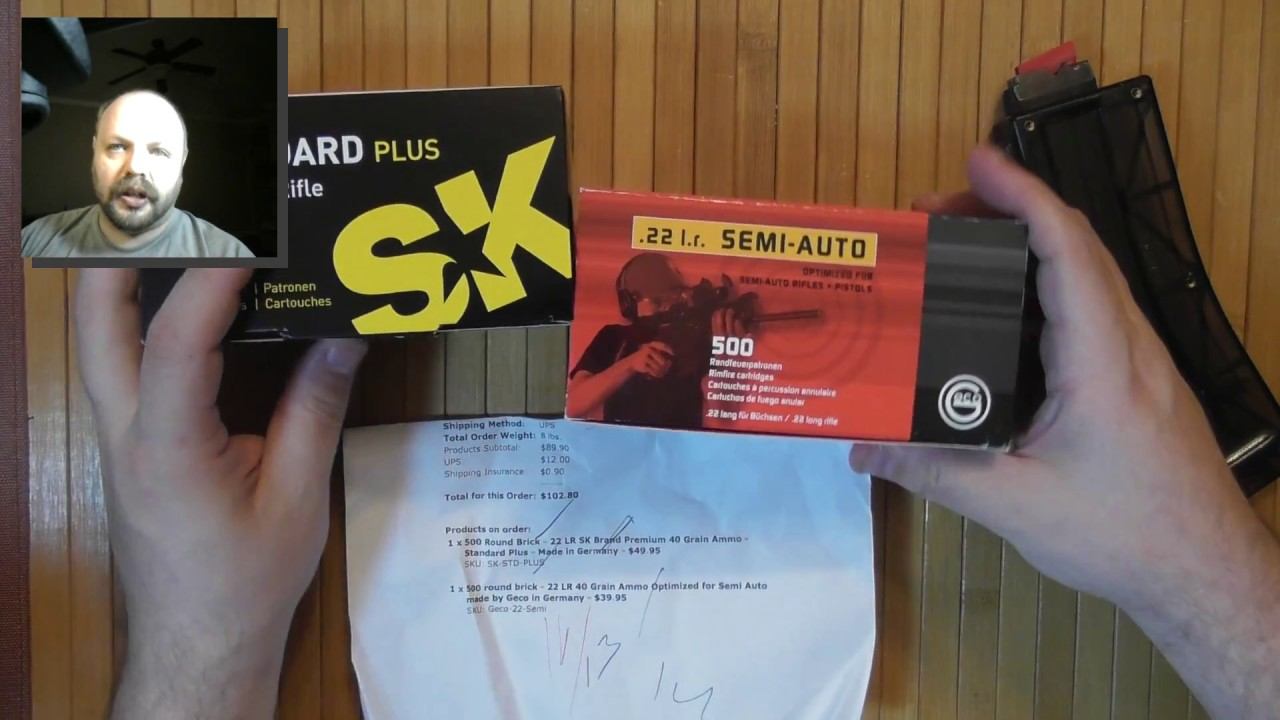 ARD PLUS
ifle
SK
| Patronen
s | Cartouches
.22 l.r. SEMI-AUTO
OPTIMIZED FOR
SEMI-AUTO RIFLES + PISTOLS
500
Randfeuerpatronen
Rimfire cartridges
Cartouches à percussion annulaire
Cartuchos de fuego anular
.22 lang für Büchsen / .22 long rifle
GECO
Shipping Method: UPS
Total Order Weight: 8 lbs.
Products Subtotal: $89.90
UPS $12.00
Shipping Insurance $0.90
Total for this Order: $102.80
Products on order:
1 x 500 Round Brick - 22 LR SK Brand Premium 40 Grain Ammo -
Standard Plus - Made in Germany - $49.95
SKU: SK-STD-PLUS
1 x 500 round brick - 22 LR 40 Grain Ammo Optimized for Semi Auto
made by Geco in Germany - $39.95
SKU: Geco-22-Semi